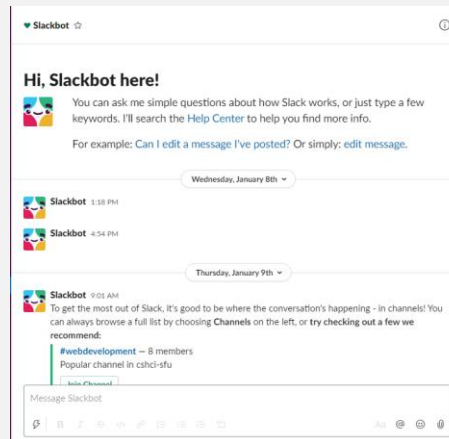 Slackbot
Hi, Slackbot here!
You can ask me simple questions about how Slack works, or just type a few
keywords. I'll search the Help Center to help you find more info.
For example: Can I edit a message I've posted? Or simply: edit message.
Wednesday, January 8th
Slackbot 1:18 PM
Slackbot 4:54 PM
Thursday, January 9th
Slackbot 9:01 AM
To get the most out of Slack, it's good to be where the conversation's happening - in channels! You
can always browse a full list by choosing Channels on the left, or try checking out a few we
recommend:
#webdevelopment — 8 members
Popular channel in cshci-sfu
Join Channel
Message Slackbot
B I S </> Aa @